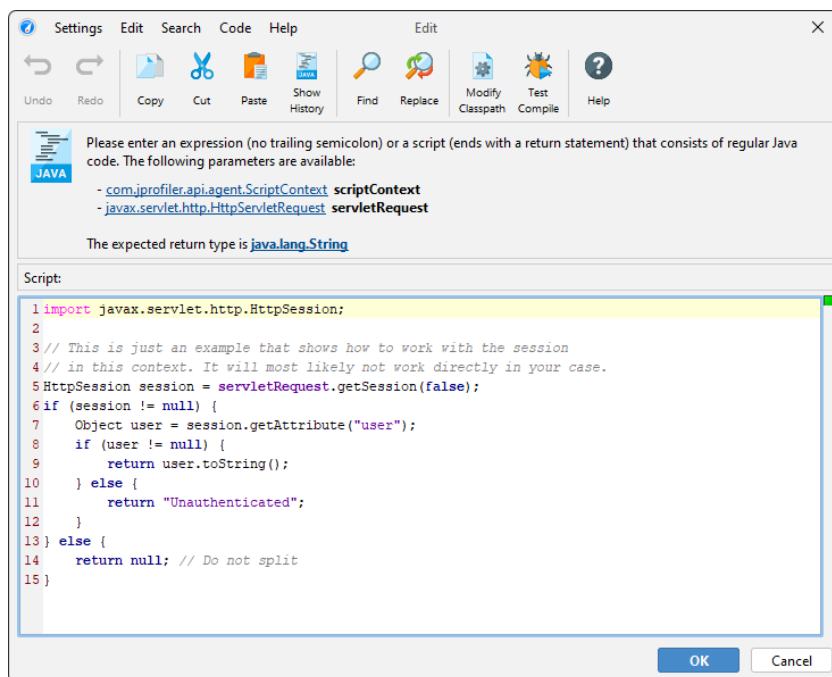 Settings Edit Search Code Help Edit
Undo Redo Copy Cut Paste Show History Find Replace Modify Classpath Test Compile Help
JAVA
Please enter an expression (no trailing semicolon) or a script (ends with a return statement) that consists of regular Java
code. The following parameters are available:
- com.jprofiler.api.agent.ScriptContext scriptContext
- javax.servlet.http.HttpServletRequest servletRequest
The expected return type is java.lang.String
Script:
1 import javax.servlet.http.HttpSession;
2
3 // This is just an example that shows how to work with the session
4 // in this context. It will most likely not work directly in your case.
5 HttpSession session = servletRequest.getSession(false);
6 if (session != null) {
7     Object user = session.getAttribute("user");
8     if (user != null) {
9         return user.toString();
10     } else {
11         return "Unauthenticated";
12     }
13 } else {
14     return null; // Do not split
15 }
OK Cancel